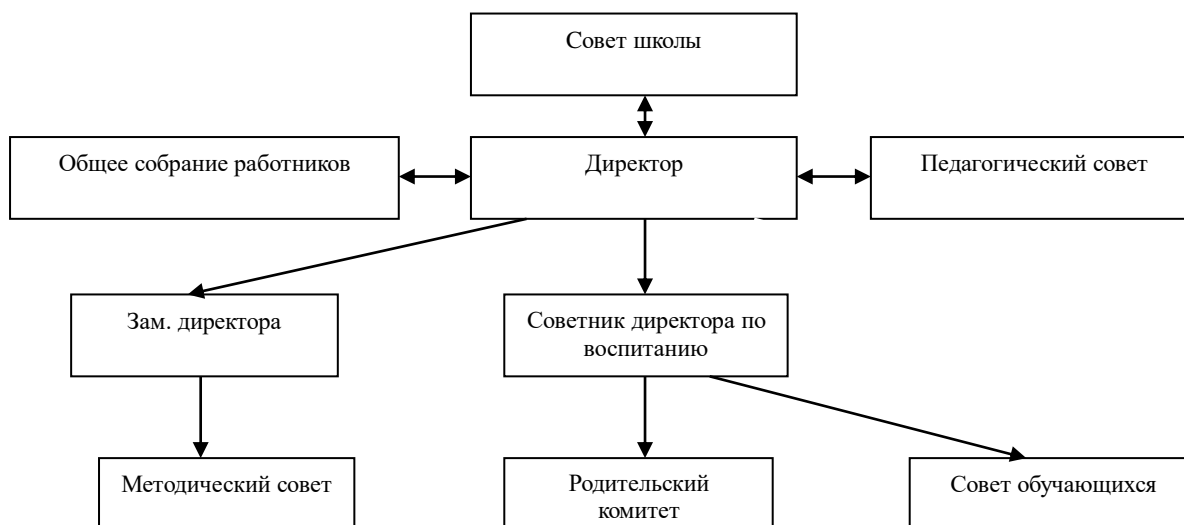 Совет школы
Общее собрание работников
Директор
Педагогический совет
Зам. директора
Советник директора по
воспитанию
Методический совет
Родительский
комитет
Совет обучающихся